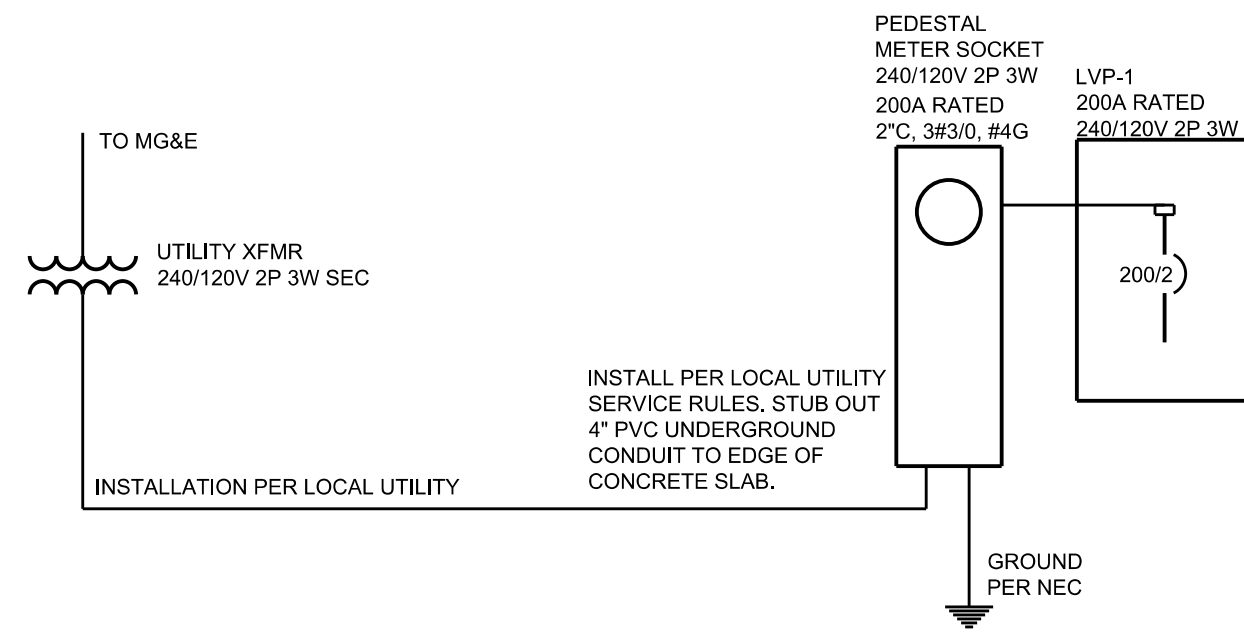 TO MG&E
UTILITY XFMR
240/120V 2P 3W SEC
INSTALLATION PER LOCAL UTILITY
INSTALL PER LOCAL UTILITY
SERVICE RULES. STUB OUT
4" PVC UNDERGROUND
CONDUIT TO EDGE OF
CONCRETE SLAB.
PEDESTAL
METER SOCKET
240/120V 2P 3W
200A RATED
2"C, 3#3/0, #4G
GROUND
PER NEC
LVP-1
200A RATED
240/120V 2P 3W
200/2